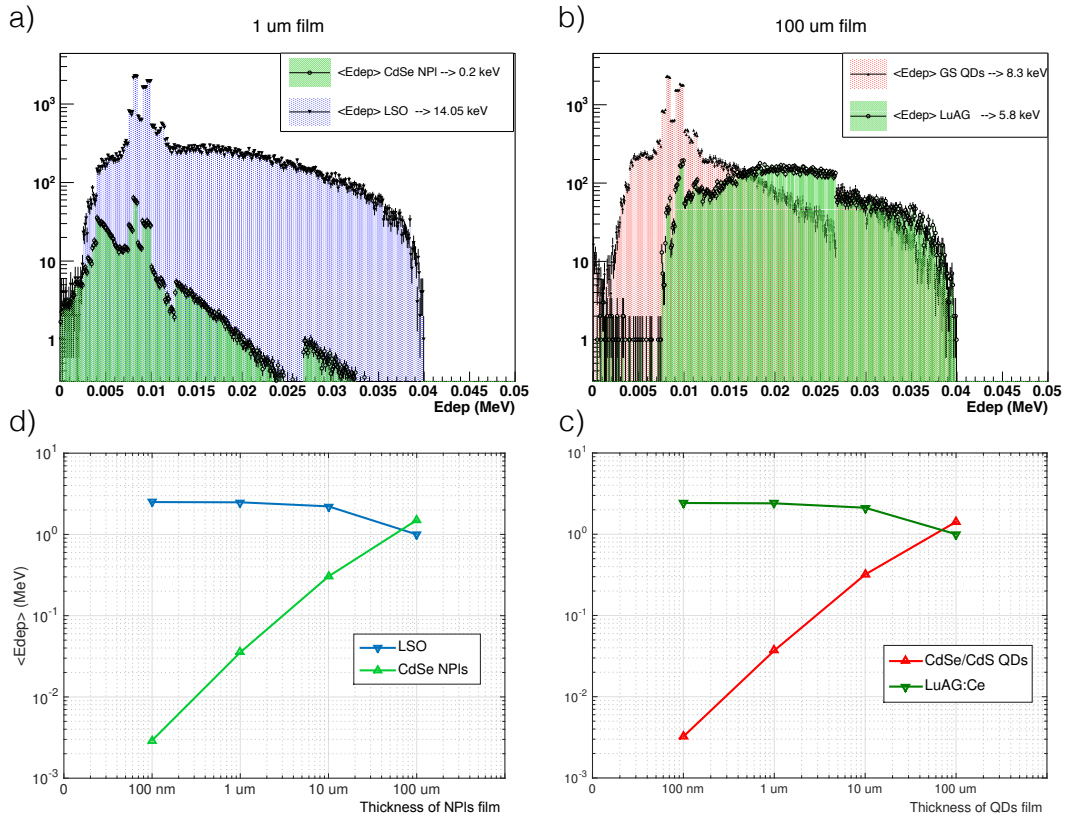 a)
1 um film
<Edep> CdSe NPl --> 0.2 keV
<Edep> LSO --> 14.05 keV
10³
10²
10
1
0 0.005 0.01 0.015 0.02 0.025 0.03 0.035 0.04 0.045 0.05
Edep (MeV)
b)
100 um film
<Edep> GS QDs --> 8.3 keV
<Edep> LuAG --> 5.8 keV
10³
10²
10
1
0 0.005 0.01 0.015 0.02 0.025 0.03 0.035 0.04 0.045 0.05
Edep (MeV)
d)
<Edep> (MeV)
10¹
10⁰
10⁻¹
10⁻²
10⁻³
LSO
CdSe NPls
0 100 nm 1 um 10 um 100 um
Thickness of NPls film
c)
10¹
10⁰
10⁻¹
10⁻²
10⁻³
CdSe/CdS QDs
LuAG:Ce
0 100 nm 1 um 10 um 100 um
Thickness of QDs film